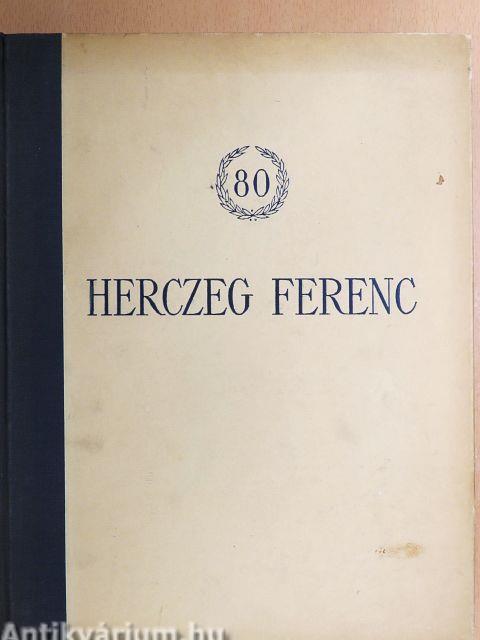 80
HERCZEG FERENC
Antikvárium.hu